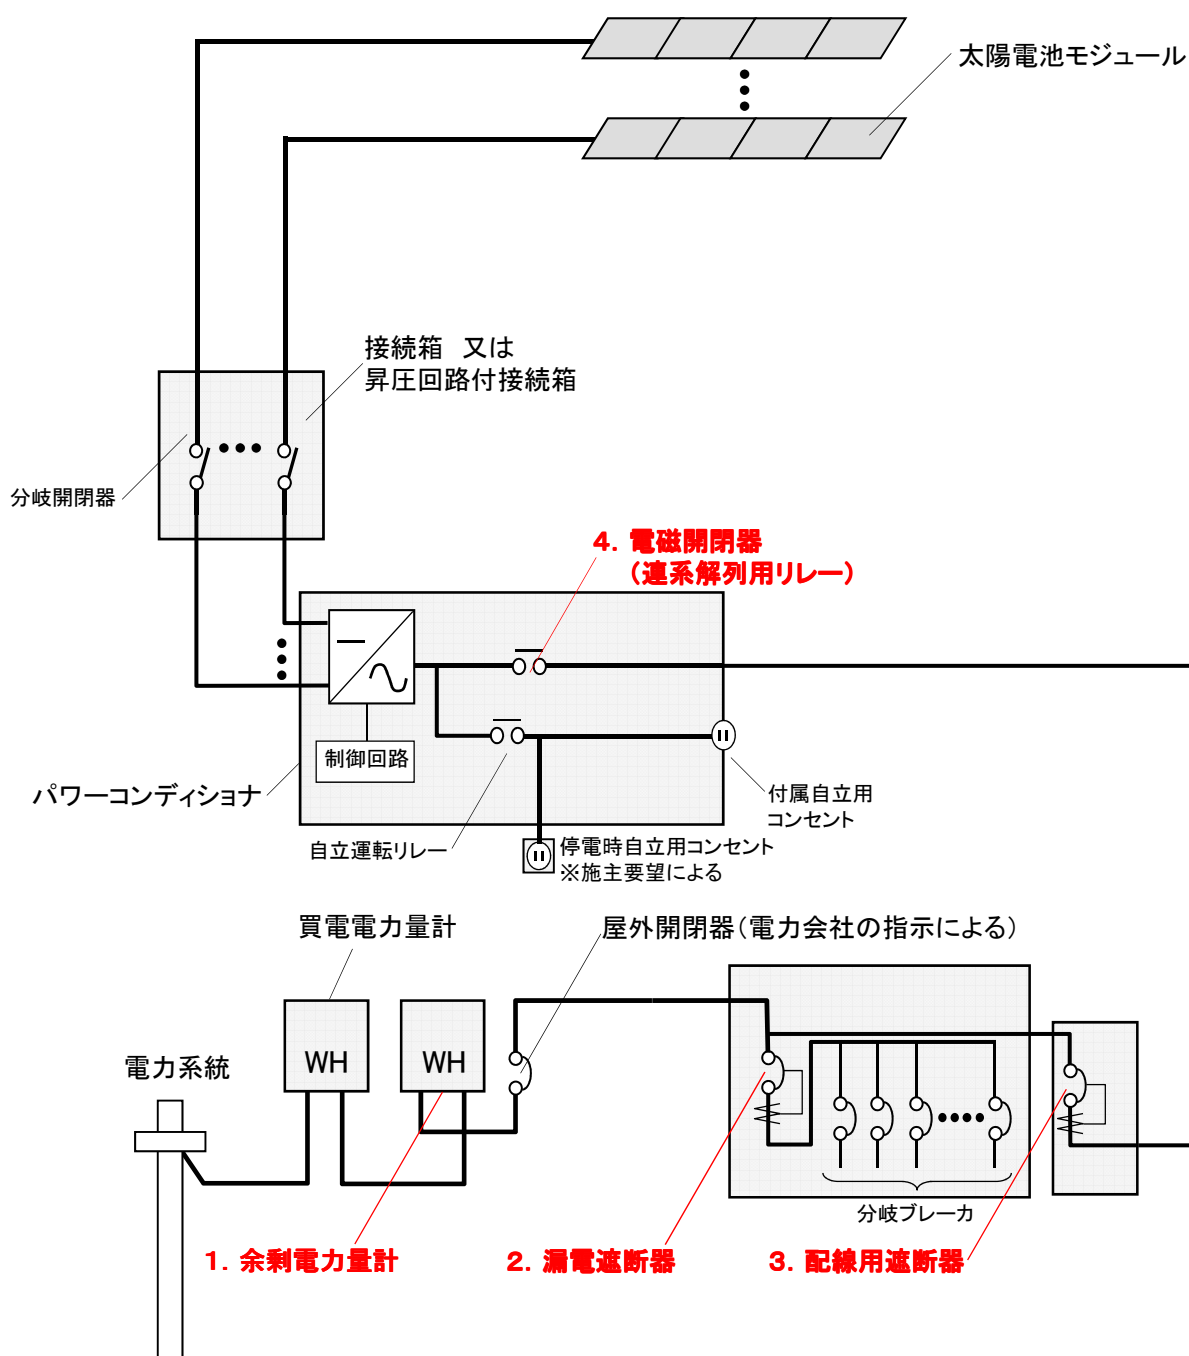 太陽電池モジュール
接続箱　又は
昇圧回路付接続箱
分岐開閉器
４．電磁開閉器
（連系解列用リレー）
制御回路
パワーコンディショナ
付属自立用
コンセント
自立運転リレー
停電時自立用コンセント
※施主要望による
買電電力量計
屋外開閉器（電力会社の指示による）
WH
WH
電力系統
分岐ブレーカ
１．余剰電力量計
２．漏電遮断器
３．配線用遮断器